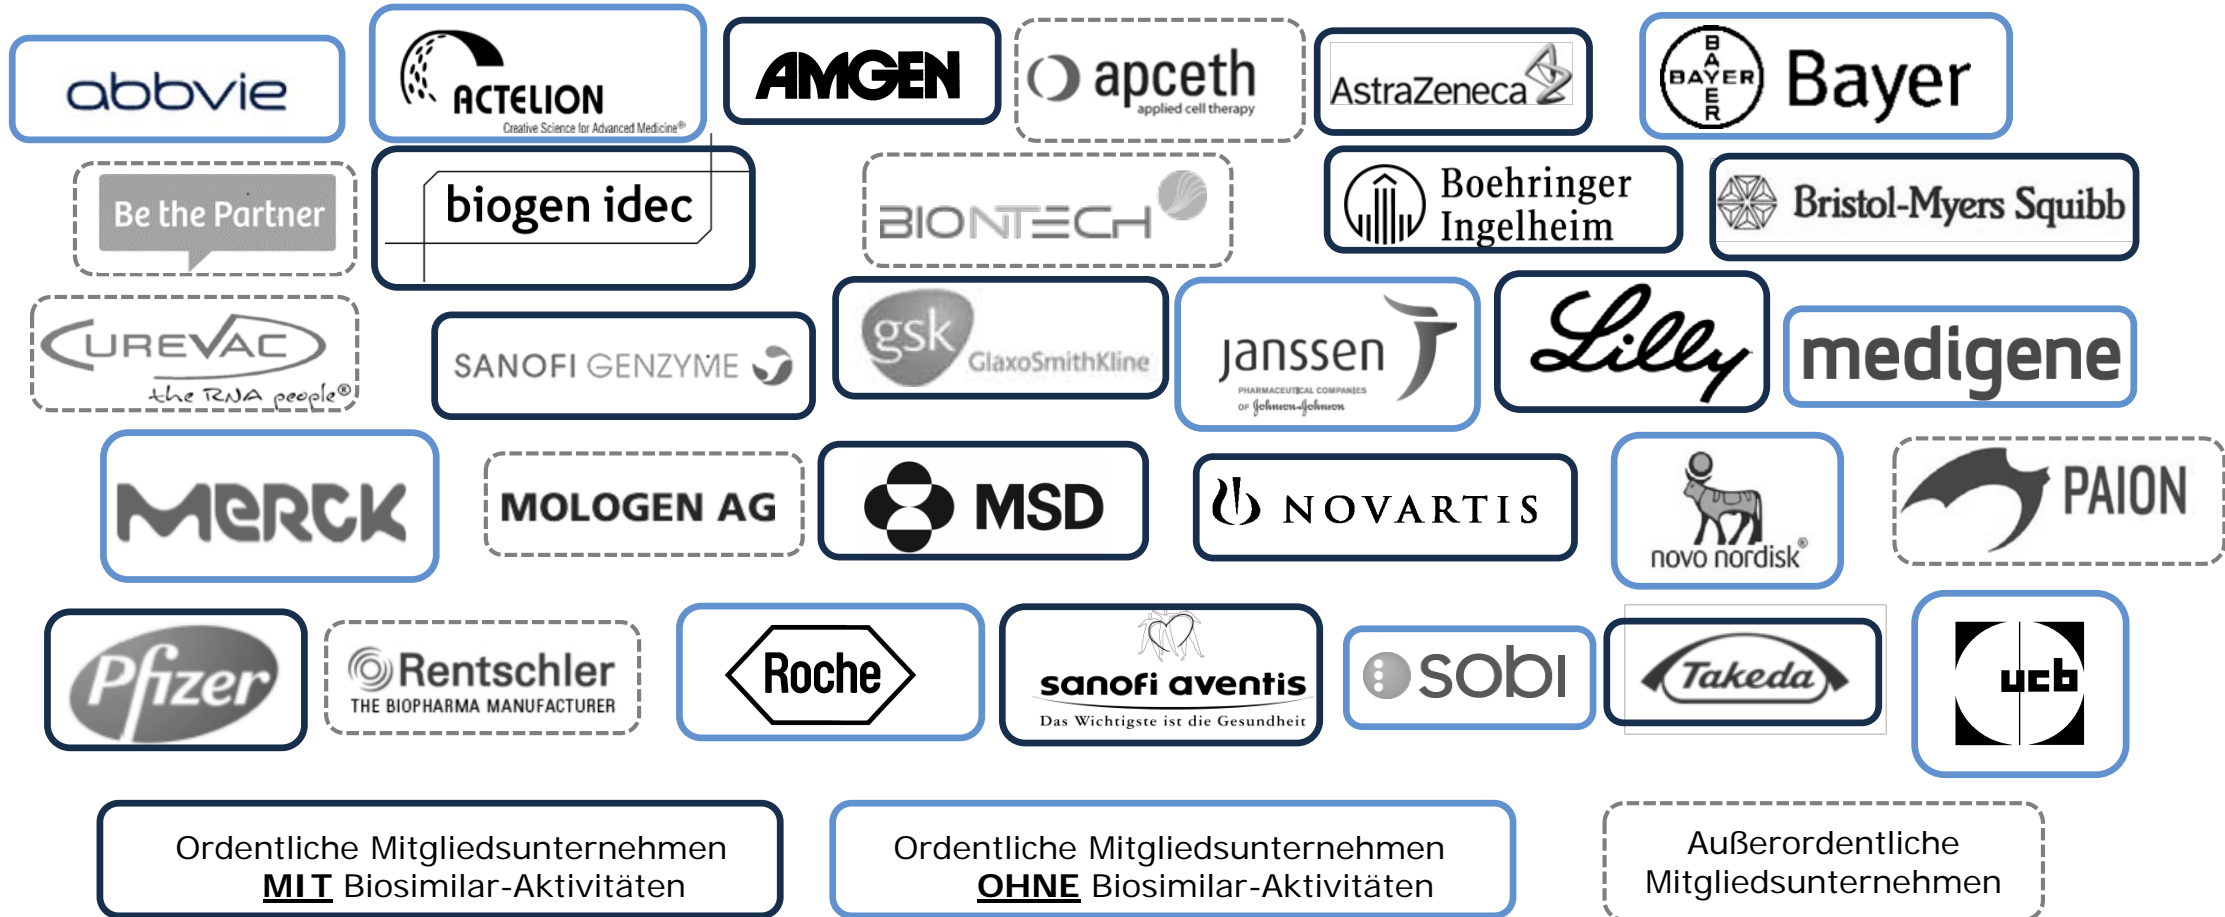 abbvie
ACTELION
Creative Science for Advanced Medicine®
AMGEN
apceth
applied cell therapy
AstraZeneca
BAYER
BAYER
Bayer
Be the Partner
biogen idec
BIONTECH
Boehringer
Ingelheim
Bristol-Myers Squibb
CUREVAC
the RNA people®
SANOFI GENZYME
gsk
GlaxoSmithKline
janssen
PHARMACEUTICAL COMPANIES
OF Johnson&Johnson
Lilly
medigene
MERCK
MOLOGEN AG
MSD
NOVARTIS
novo nordisk®
PAION
Pfizer
Rentschler
THE BIOPHARMA MANUFACTURER
Roche
sanofi aventis
Das Wichtigste ist die Gesundheit
sobi
Takeda
ucb
Ordentliche Mitgliedsunternehmen
MIT Biosimilar-Aktivitäten
Ordentliche Mitgliedsunternehmen
OHNE Biosimilar-Aktivitäten
Außerordentliche
Mitgliedsunternehmen